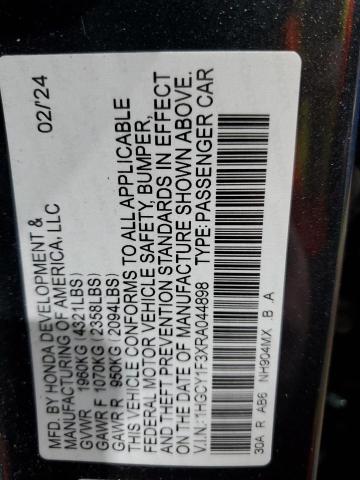 MFD. BY HONDA DEVELOPMENT & 02/'24
MANUFACTURING OF AMERICA, LLC
GVWR 1960KG (4321LBS)
GAWR F 1070KG (2358LBS)
GAWR R 950KG (2094LBS)
THIS VEHICLE CONFORMS TO ALL APPLICABLE
FEDERAL MOTOR VEHICLE SAFETY, BUMPER,
AND THEFT PREVENTION STANDARDS IN EFFECT
ON THE DATE OF MANUFACTURE SHOWN ABOVE.
V.I.N.:1HGCY1F3XRA044898 TYPE:PASSENGER CAR
30A R AB6 NH904MX B A